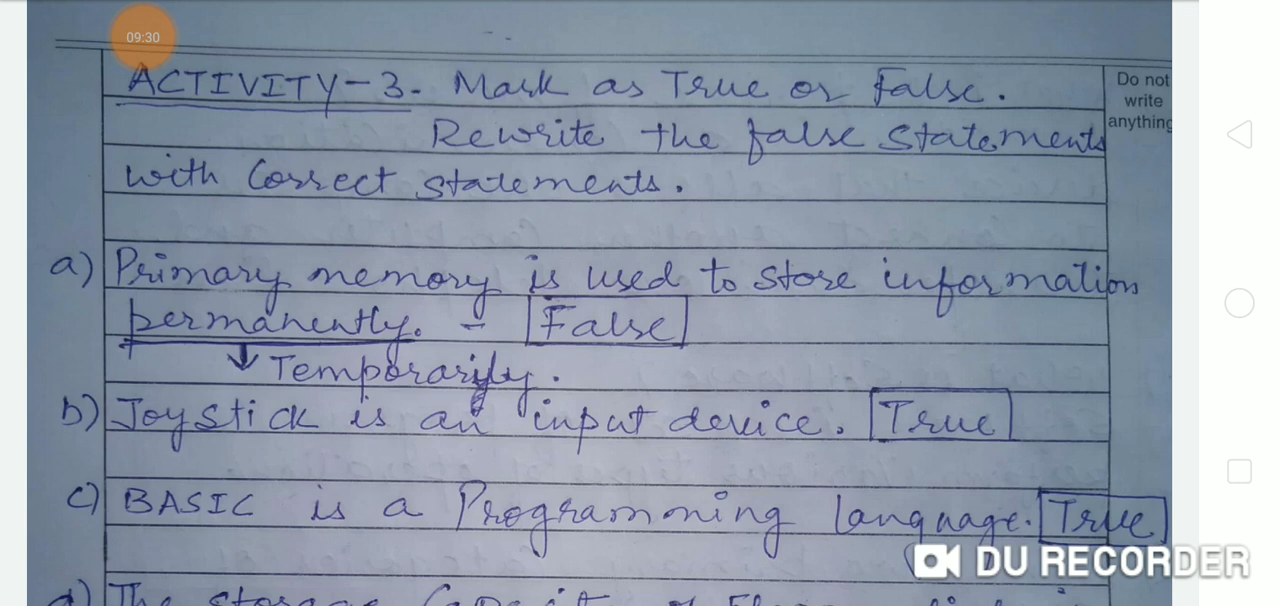 09:30
ACTIVITY-3. Mark as True or False.
Do not
write
anything
Rewrite the false statements
with Correct statements.
a) Primary memory is used to store information
permanently. - False
Temporarily.
b) Joystick is an input device. True
c) BASIC is a Programming language. True
DU RECORDER
d) The storage